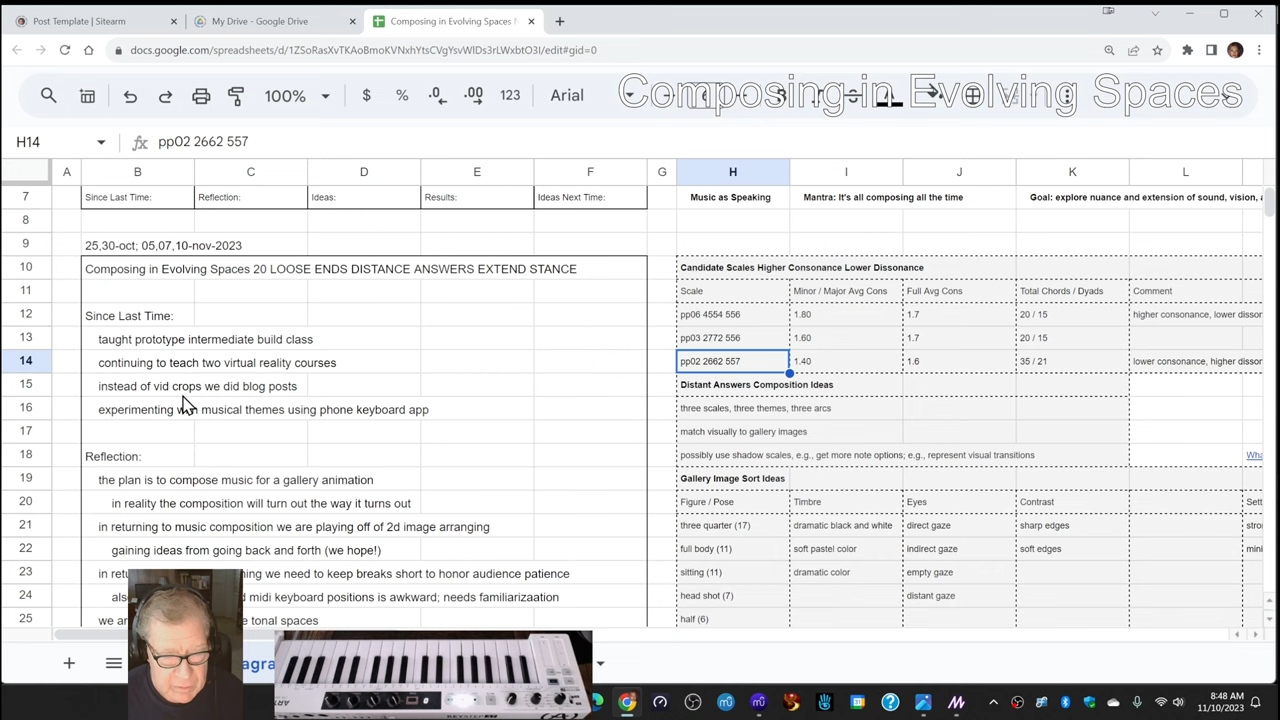 Post Template | Sitearm
My Drive - Google Drive
Composing in Evolving Spaces
docs.google.com/spreadsheets/d/1ZSoRasXvTKAoBmoKVNxhYtsCVgYsvWlDs3rLWxbtO3I/edit#gid=0
100% $ % .0 .00 123 Arial
Composing in Evolving Spaces
H14 fx pp02 2662 557
A B C D E F G H I J K L
7 Since Last Time: Reflection: Ideas: Results: Ideas Next Time: Music as Speaking Mantra: It's all composing all the time Goal: explore nuance and extension of sound, vision,
8
9 25,30-oct; 05,07,10-nov-2023
10 Composing in Evolving Spaces 20 LOOSE ENDS DISTANCE ANSWERS EXTEND STANCE Candidate Scales Higher Consonance Lower Dissonance
11 Scale Minor / Major Avg Cons Full Avg Cons Total Chords / Dyads Comment
12 Since Last Time: pp06 4554 556 1.80 1.7 20 / 15 higher consonance, lower
13 taught prototype intermediate build class pp03 2772 556 1.60 1.7 20 / 15
14 continuing to teach two virtual reality courses pp02 2662 557 1.40 1.6 35 / 21 lower consonance, higher
15 instead of vid crops we did blog posts Distant Answers Composition Ideas
16 experimenting with musical themes using phone keyboard app three scales, three themes, three arcs
17 match visually to gallery images
18 Reflection: possibly use shadow scales, e.g., get more note options; e.g., represent visual transitions
19 the plan is to compose music for a gallery animation Gallery Image Sort Ideas
20 in reality the composition will turn out the way it turns out Figure / Pose Timbre Eyes Contrast
21 in returning to music composition we are playing off of 2d image arranging three quarter (17) dramatic black and white direct gaze sharp edges
22 gaining ideas from going back and forth (we hope!) full body (11) soft pastel color indirect gaze soft edges
23 in we need to keep breaks short to honor audience patience sitting (11) dramatic color empty gaze
24 midi keyboard positions is awkward; needs familiarizaation head shot (7) distant gaze
25 we tonal spaces half (6)
8:48 AM
11/10/2023